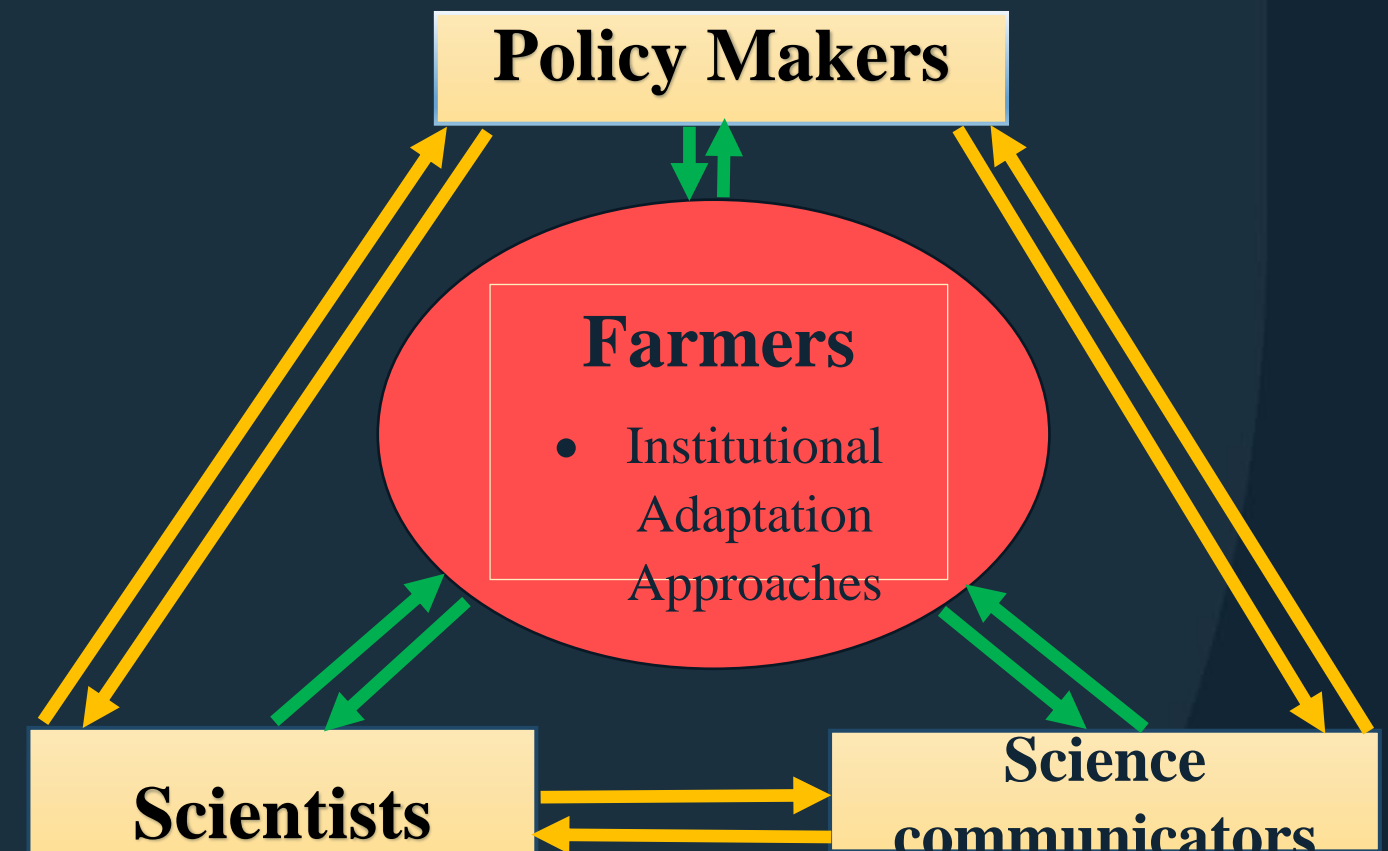 Policy Makers
Farmers
● Institutional
Adaptation
Approaches
Scientists
Science
communicators